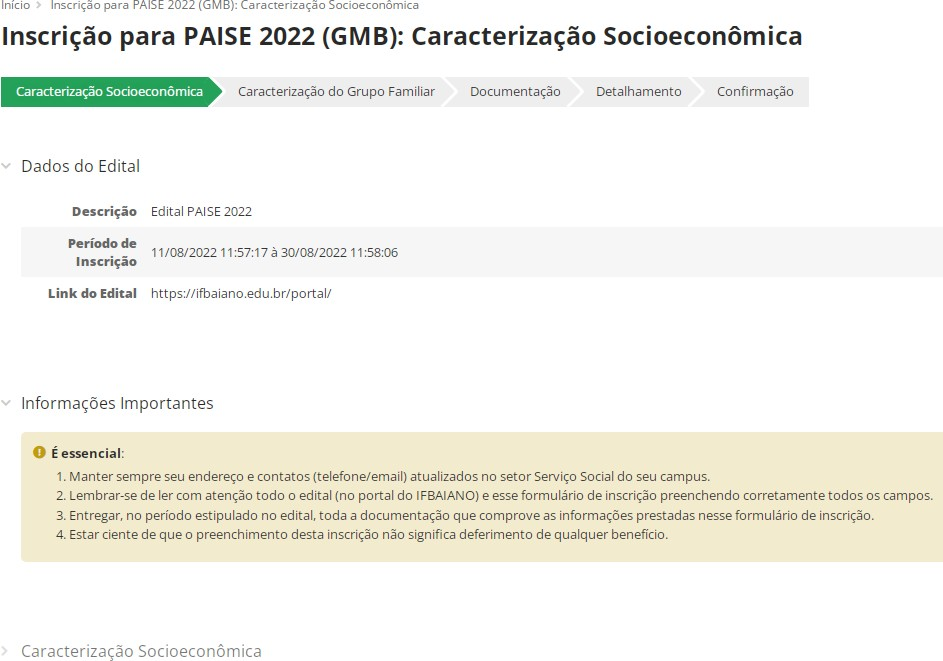 Início > Inscrição para PAISE 2022 (GMB): Caracterização Socioeconômica
Inscrição para PAISE 2022 (GMB): Caracterização Socioeconômica
Caracterização Socioeconômica
Caracterização do Grupo Familiar
Documentação
Detalhamento
Confirmação
Dados do Edital
Descrição Edital PAISE 2022
Período de
Inscrição
11/08/2022 11:57:17 à 30/08/2022 11:58:06
Link do Edital https://ifbaiano.edu.br/portal/
Informações Importantes
É essencial:
1. Manter sempre seu endereço e contatos (telefone/email) atualizados no setor Serviço Social do seu campus.
2. Lembrar-se de ler com atenção todo o edital (no portal do IFBAIANO) e esse formulário de inscrição preenchendo corretamente todos os campos.
3. Entregar, no período estipulado no edital, toda a documentação que comprove as informações prestadas nesse formulário de inscrição.
4. Estar ciente de que o preenchimento desta inscrição não significa deferimento de qualquer benefício.
Caracterização Socioeconômica